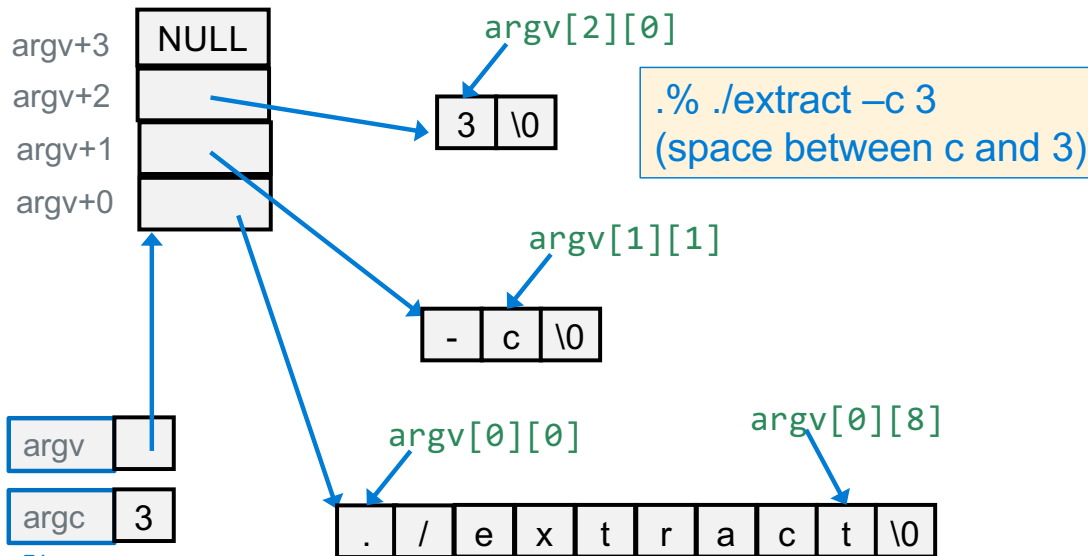 argv+3 NULL
argv[2][0]
argv+2
3 \0
.% ./extract –c 3
(space between c and 3)
argv+1
argv+0
argv[1][1]
- c \0
argv
argv[0][0]
argv[0][8]
argc 3
. / e x t r a c t \0